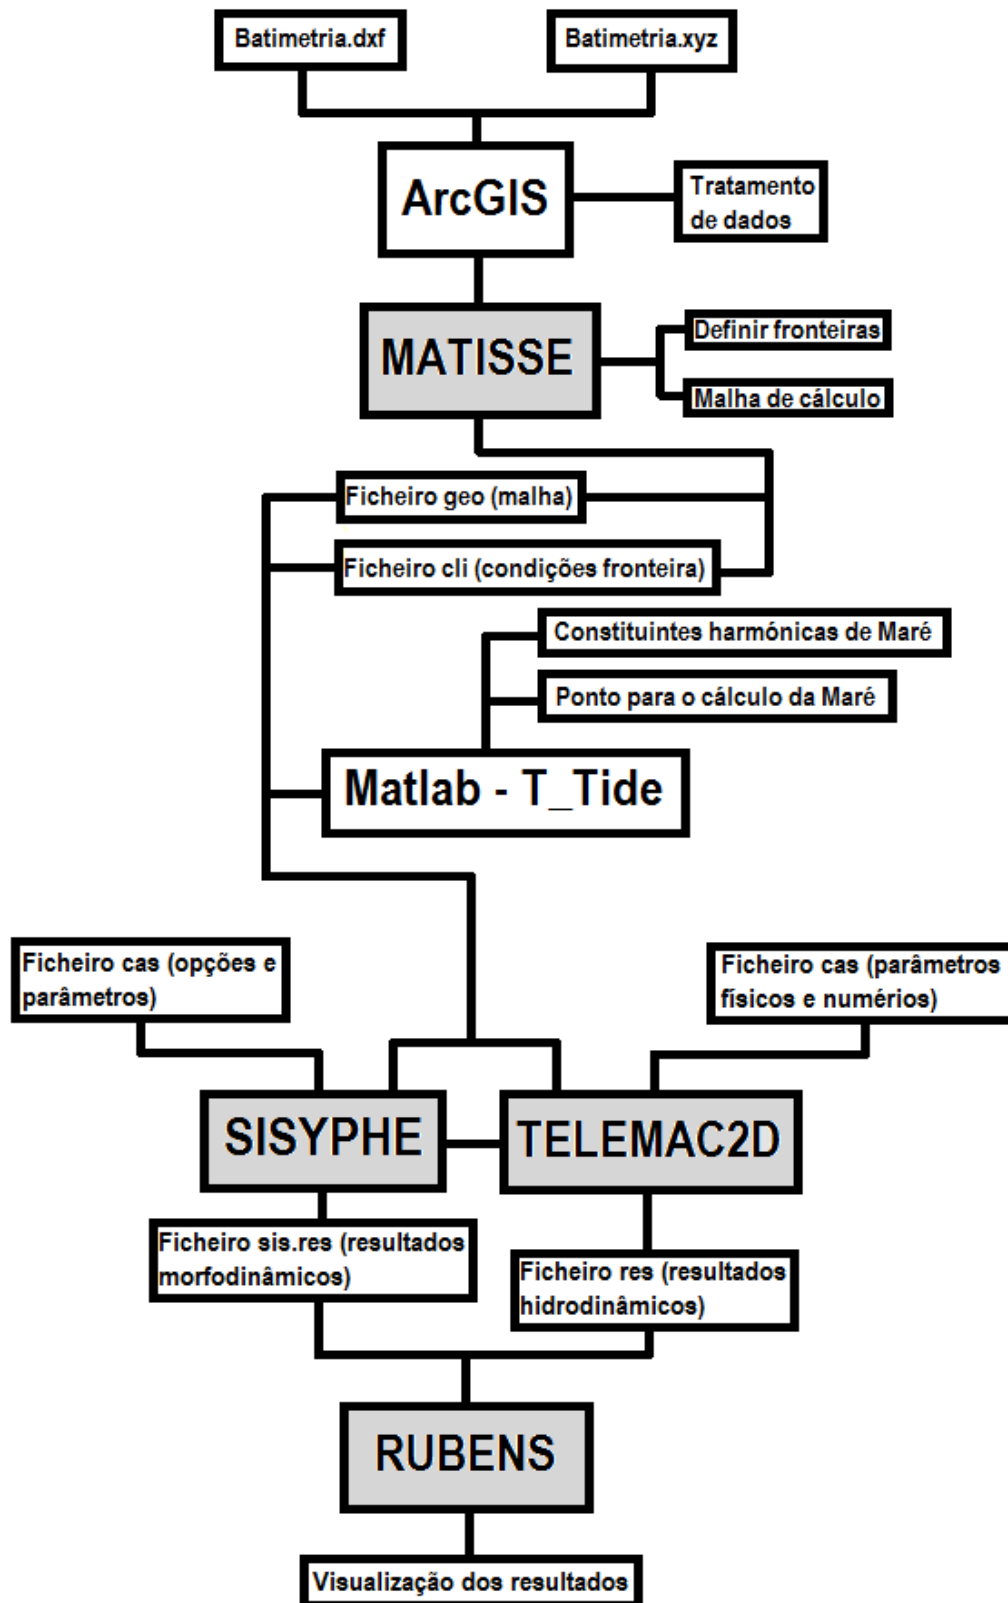 Batimetria.dxf
Batimetria.xyz
ArcGIS
Tratamento
de dados
MATISSE
Definir fronteiras
Malha de cálculo
Ficheiro geo (malha)
Ficheiro cli (condições fronteira)
Constituintes harmónicas de Maré
Ponto para o cálculo da Maré
Matlab - T_Tide
Ficheiro cas (opções e
parâmetros)
Ficheiro cas (parâmetros
físicos e numérios)
SISYPHE
TELEMAC2D
Ficheiro sis.res (resultados
morfodinâmicos)
Ficheiro res (resultados
hidrodinâmicos)
RUBENS
Visualização dos resultados